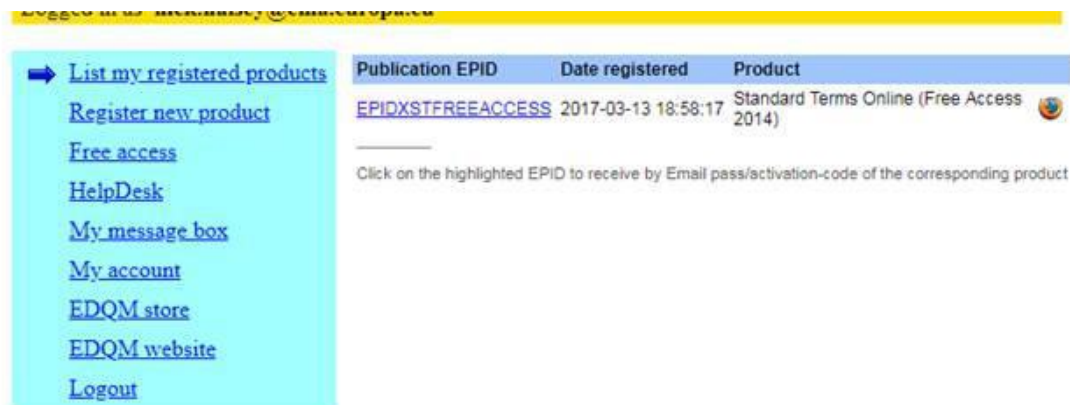 List my registered products
Register new product
Free access
HelpDesk
My message box
My account
EDQM store
EDQM website
Logout
Publication EPID Date registered Product
EPIDXSTFREEACCESS 2017-03-13 18:58:17 Standard Terms Online (Free Access
2014)
Click on the highlighted EPID to receive by Email pass/activation-code of the corresponding product